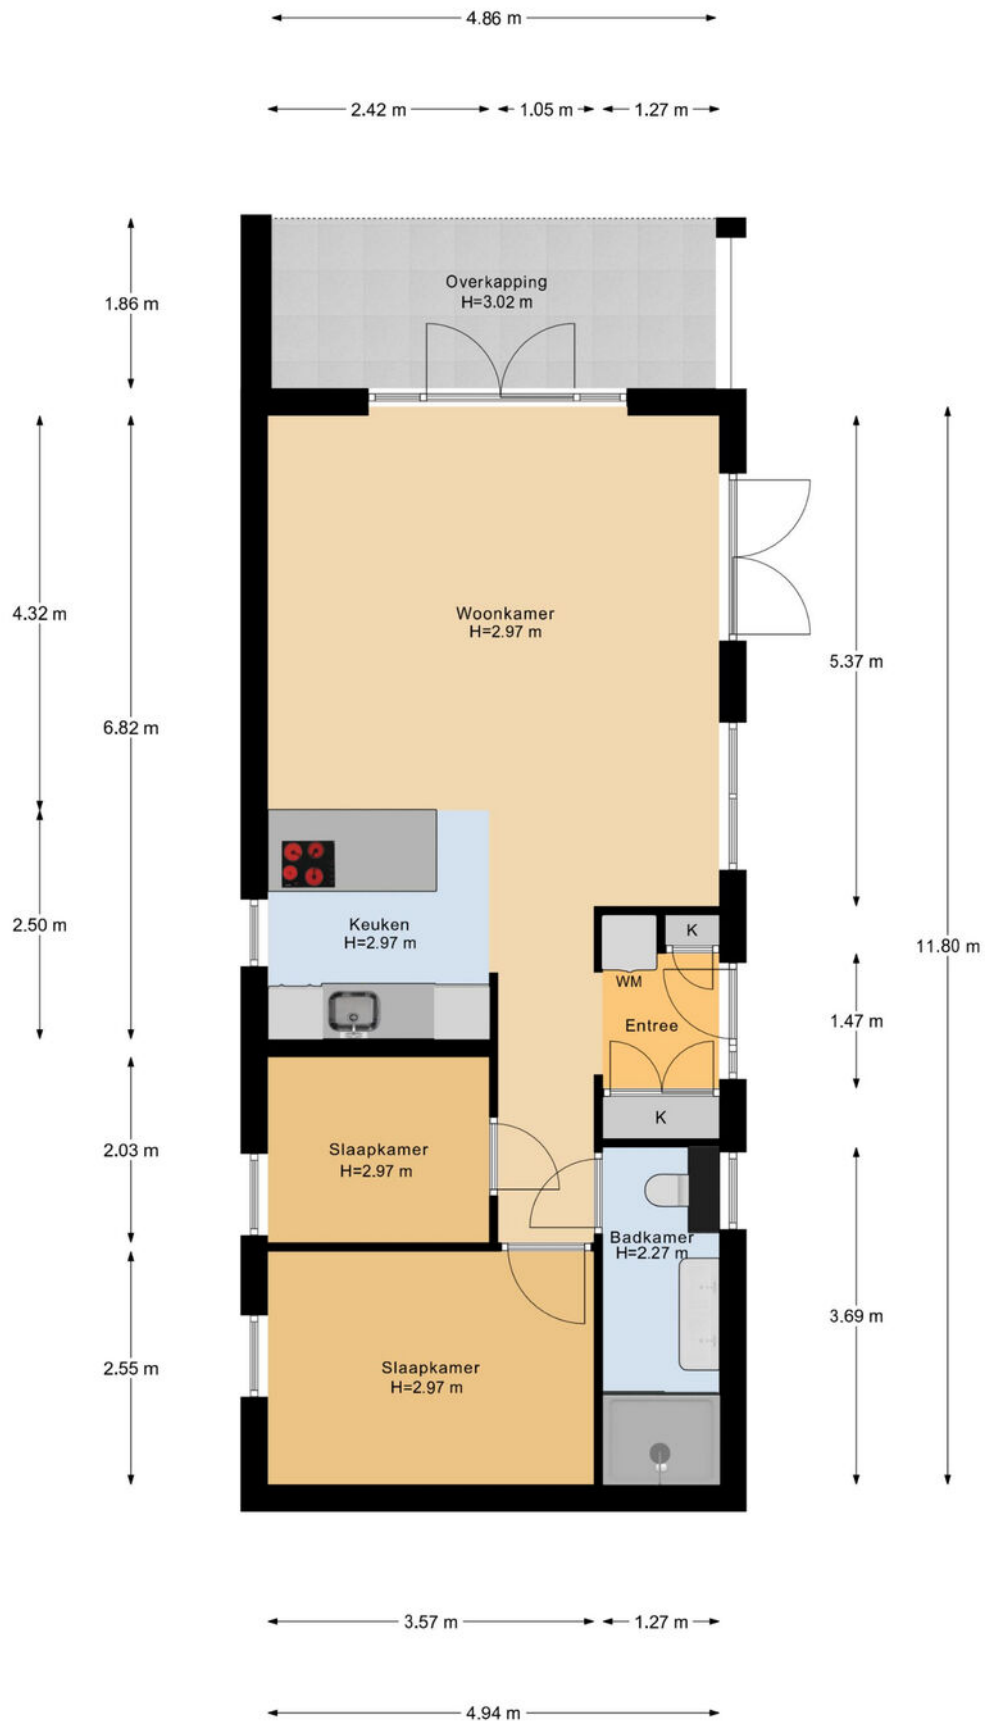 4.86 m
2.42 m
1.05 m
1.27 m
1.86 m
Overkapping
H=3.02 m
4.32 m
6.82 m
Woonkamer
H=2.97 m
5.37 m
2.50 m
Keuken
H=2.97 m
K
WM
Entree
11.80 m
1.47 m
K
2.03 m
Slaapkamer
H=2.97 m
Badkamer
H=2.27 m
3.69 m
2.55 m
Slaapkamer
H=2.97 m
3.57 m
1.27 m
4.94 m